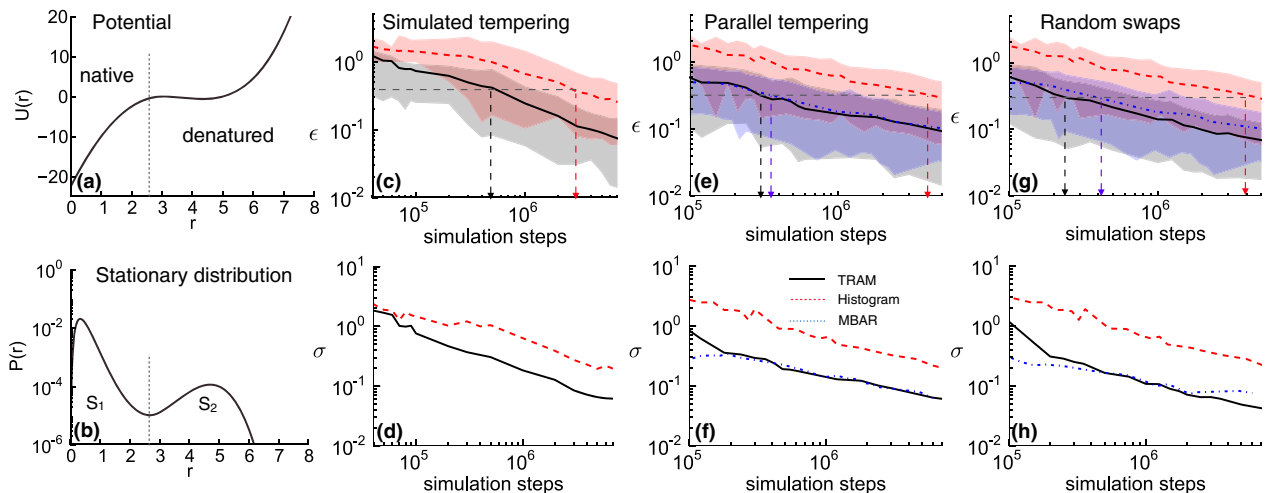 Potential
U(r)
20
10
0
−10
−20
native
denatured
(a)
0 1 2 3 4 5 6 7 8
r
Simulated tempering
ϵ
10^0
10^-1
10^-2
(c)
10^5 10^6
simulation steps
Parallel tempering
ϵ
10^0
10^-1
10^-2
(e)
10^5 10^6
simulation steps
Random swaps
ϵ
10^0
10^-1
10^-2
(g)
10^5 10^6
simulation steps
Stationary distribution
P(r)
10^0
10^-2
10^-4
10^-6
S₁
S₂
(b)
0 1 2 3 4 5 6 7 8
r
σ
10^1
10^0
10^-1
10^-2
(d)
10^5 10^6
simulation steps
σ
10^1
10^0
10^-1
10^-2
TRAM
Histogram
MBAR
(f)
10^5 10^6
simulation steps
σ
10^1
10^0
10^-1
10^-2
(h)
10^5 10^6
simulation steps